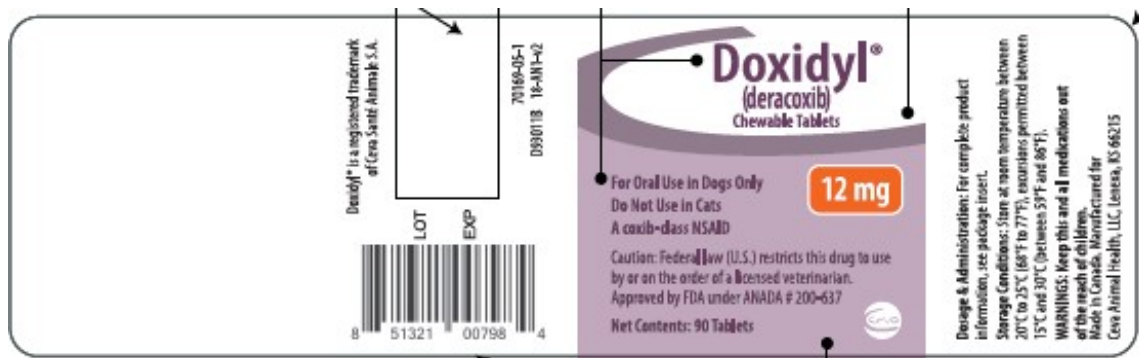 Doxidyl® is a registered trademark
of Ceva Santé Animale S.A.
LOT
EXP
70169-05-1
D93011B 18-AN1-v2
8 51321 00798 4
Doxidyl®
(deracoxib)
Chewable Tablets
For Oral Use in Dogs Only
Do Not Use in Cats
A coxib-class NSAID
12 mg
Caution: Federal law (U.S.) restricts this drug to use
by or on the order of a licensed veterinarian.
Approved by FDA under ANADA # 200-637
Net Contents: 90 Tablets
Ceva
Dosage & Administration: For complete product
information, see package insert.
Storage Conditions: Store at room temperature between
20°C to 25°C (68°F to 77°F), excursions permitted between
15°C and 30°C (between 59°F and 86°F).
WARNINGS: Keep this and all medications out
of the reach of children.
Made in Canada. Manufactured for
Ceva Animal Health, LLC, Lenexa, KS 66215